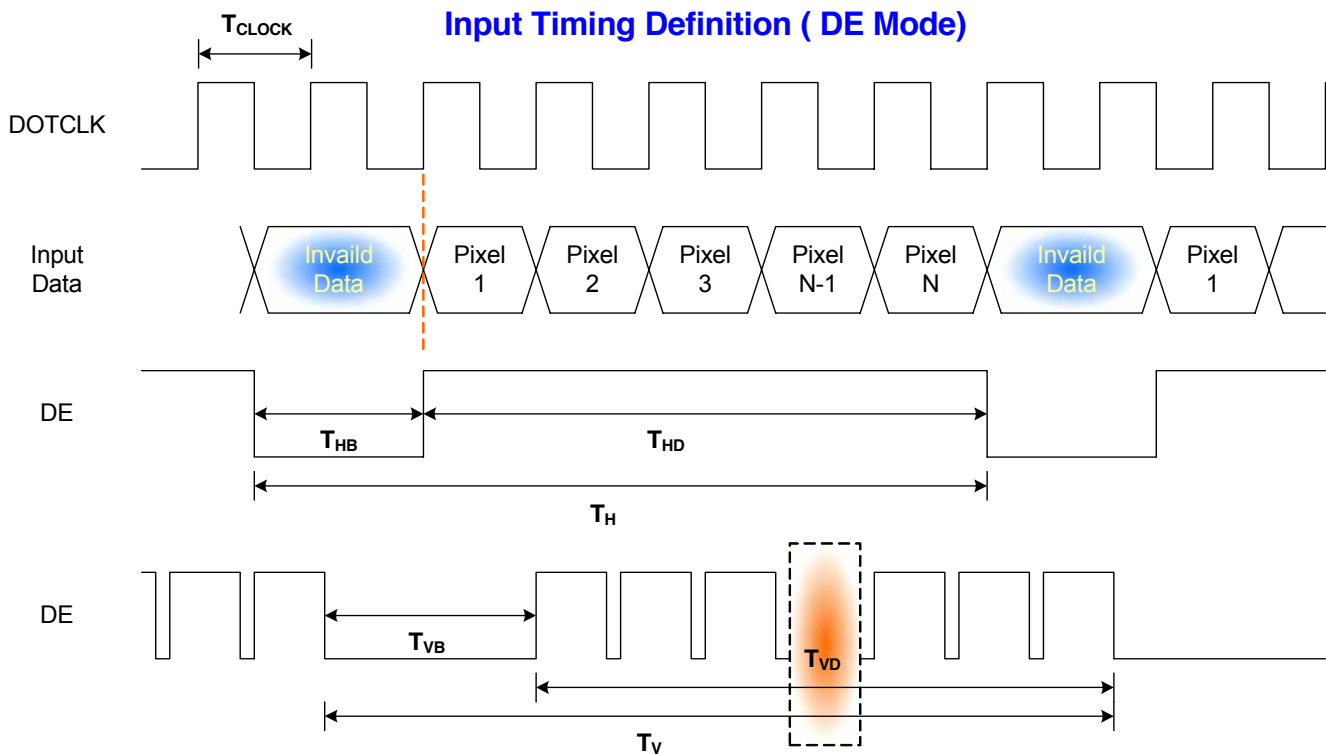 Input Timing Definition ( DE Mode)
TCLOCK
DOTCLK
Input
Data
Invaild
Data
Pixel
1
Pixel
2
Pixel
3
Pixel
N-1
Pixel
N
Invaild
Data
Pixel
1
DE
THB
THD
TH
DE
TVB
TVD
TV